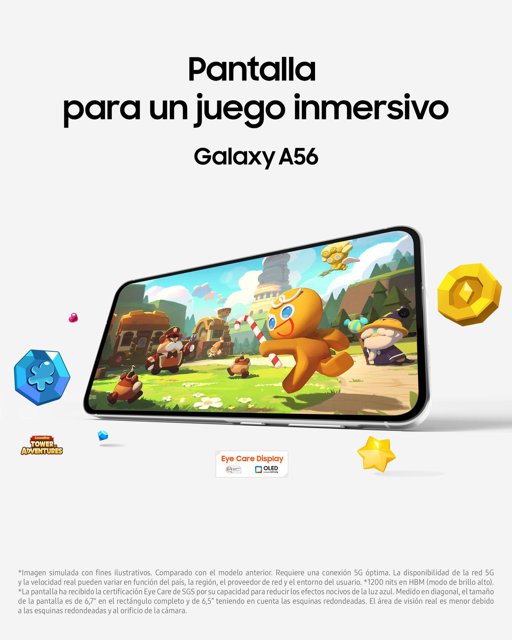 Pantalla
para un juego inmersivo
Galaxy A56
CookieRun
TOWER OF
ADVENTURES
Eye Care Display
SGS
OLED
*Imagen simulada con fines ilustrativos. Comparado con el modelo anterior. Requiere una conexión 5G óptima. La disponibilidad de la red 5G
y la velocidad real pueden variar en función del país, la región, el proveedor de red y el entorno del usuario. *1200 nits en HBM (modo de brillo alto).
*La pantalla ha recibido la certificación Eye Care de SGS por su capacidad para reducir los efectos nocivos de la luz azul. Medido en diagonal, el tamaño
de la pantalla es de 6,7" en el rectángulo completo y de 6,5" teniendo en cuenta las esquinas redondeadas. El área de visión real es menor debido
a las esquinas redondeadas y al orificio de la cámara.